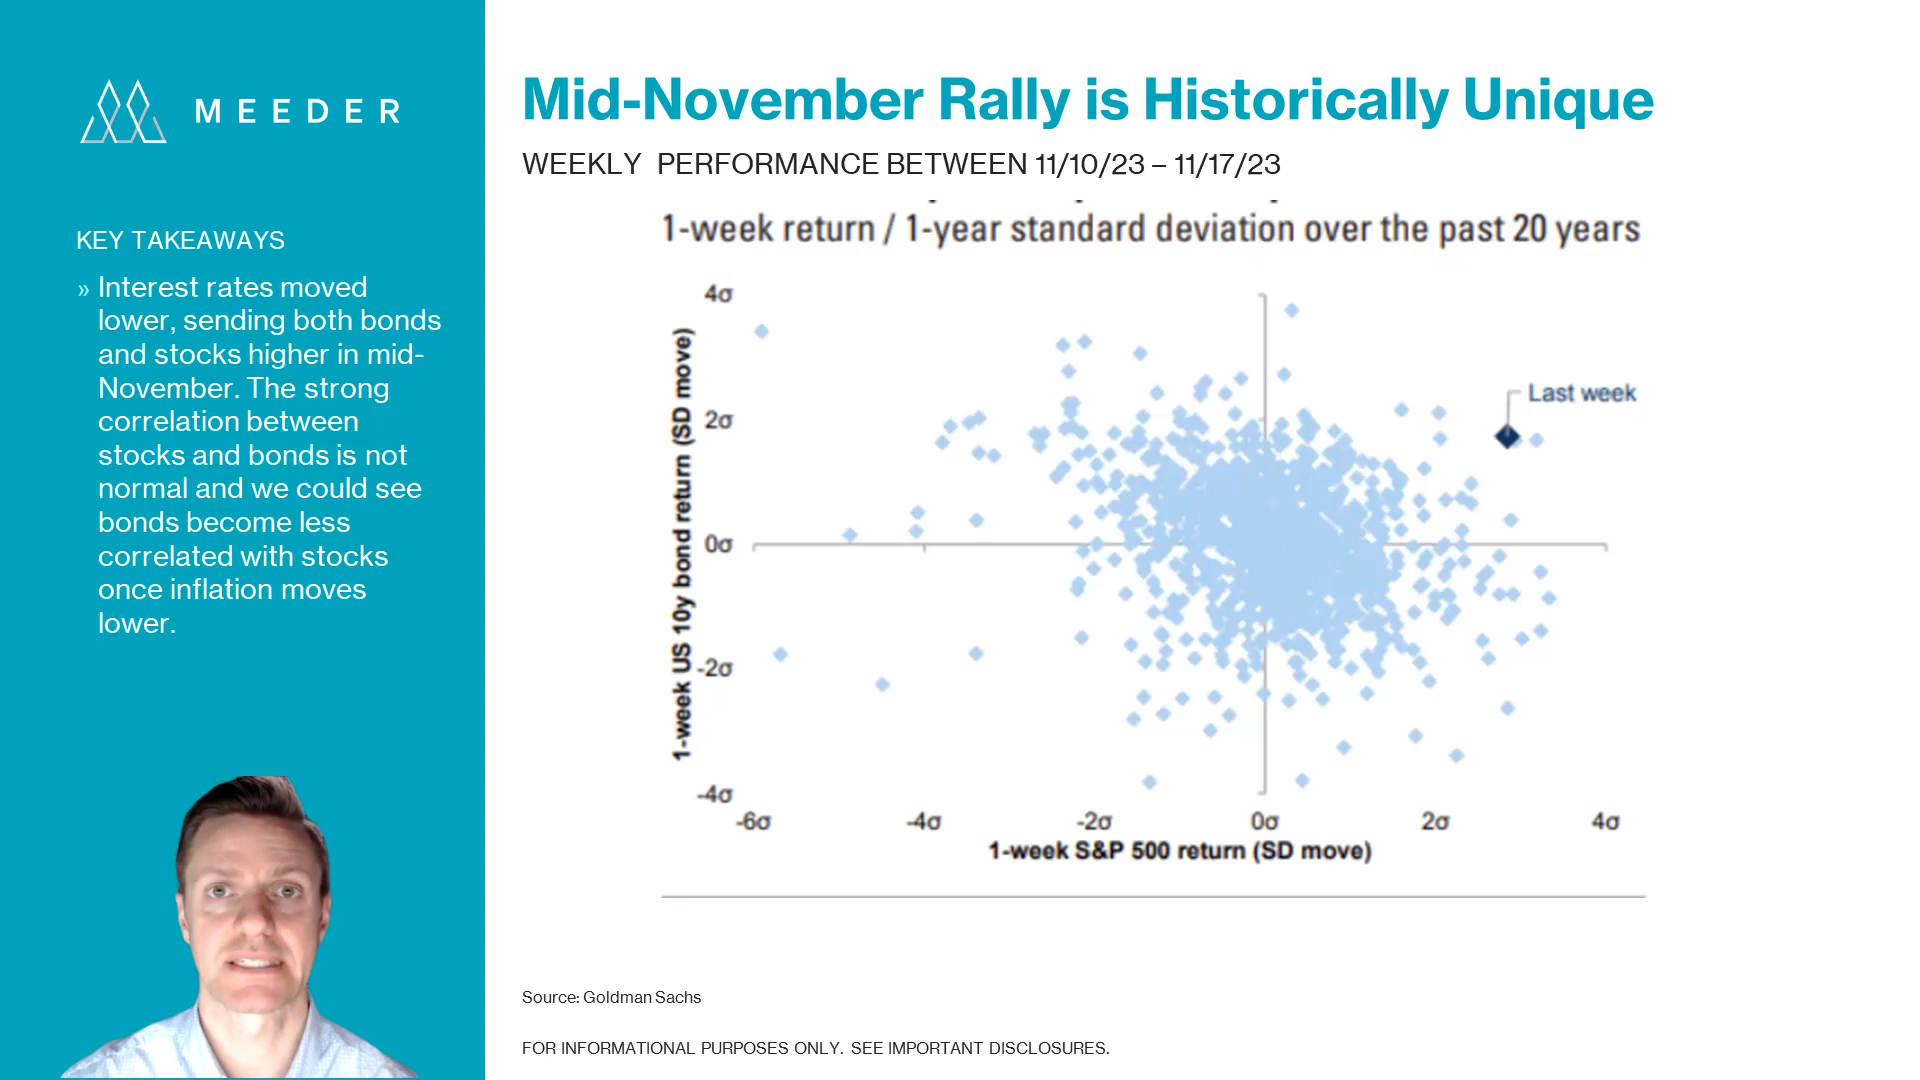 MEEDER
KEY TAKEAWAYS
» Interest rates moved
lower, sending both bonds
and stocks higher in mid-
November. The strong
correlation between
stocks and bonds is not
normal and we could see
bonds become less
correlated with stocks
once inflation moves
lower.
Mid-November Rally is Historically Unique
WEEKLY PERFORMANCE BETWEEN 11/10/23 – 11/17/23
1-week return / 1-year standard deviation over the past 20 years
1-week US 10y bond return (SD move)
4σ
2σ
0σ
-2σ
-4σ
Last week
-6σ -4σ -2σ 0σ 2σ 4σ
1-week S&P 500 return (SD move)
Source: Goldman Sachs
FOR INFORMATIONAL PURPOSES ONLY. SEE IMPORTANT DISCLOSURES.